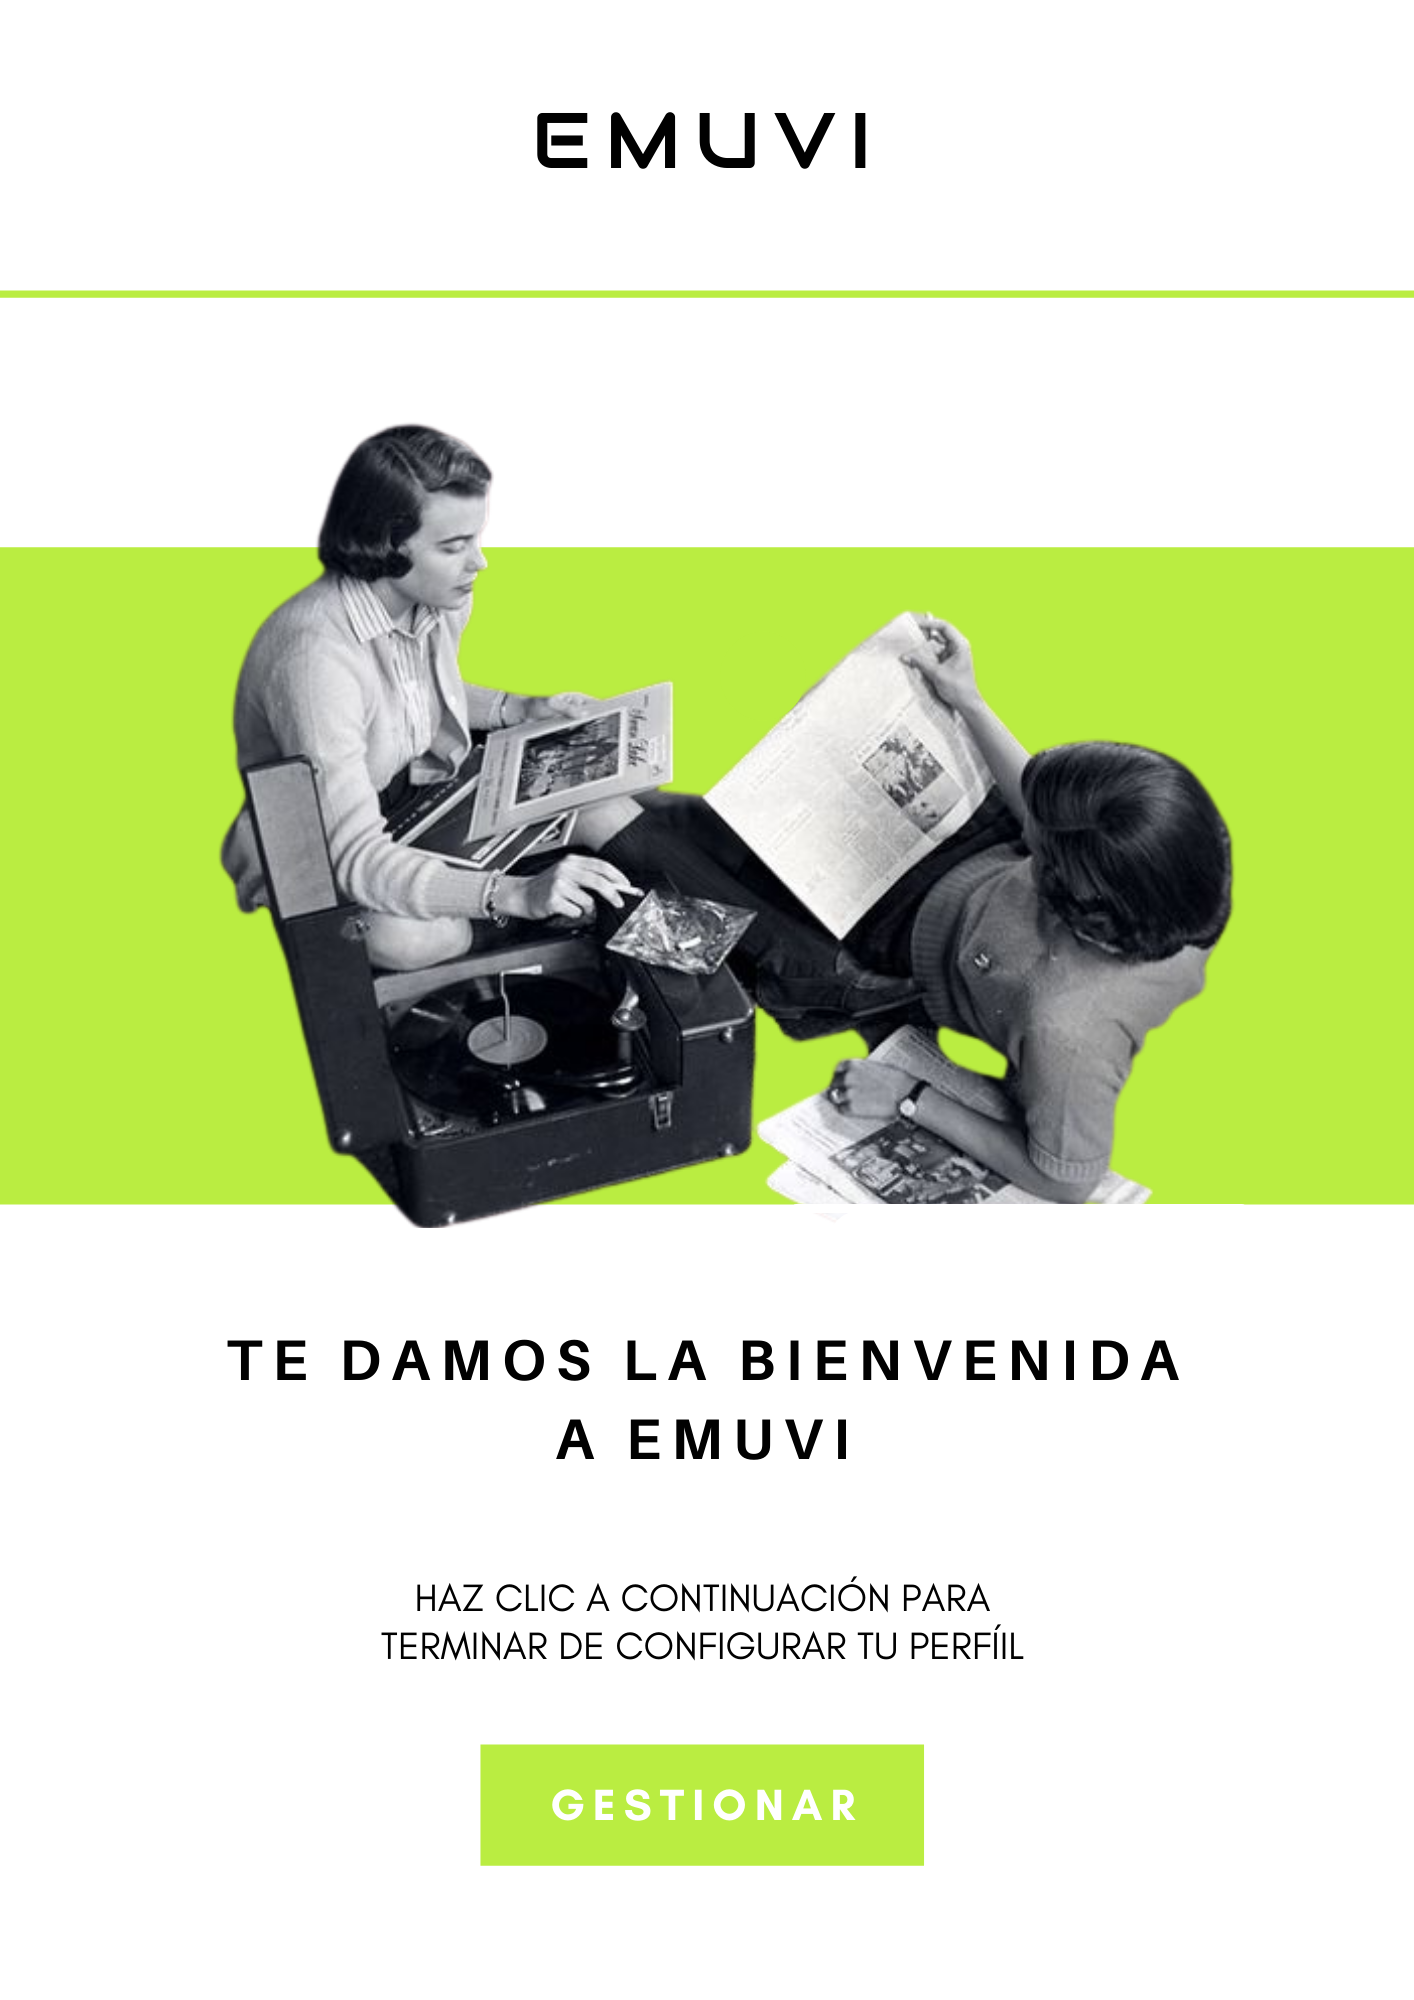 EMUVI
TE DAMOS LA BIENVENIDA
A EMUVI
HAZ CLIC A CONTINUACIÓN PARA
TERMINAR DE CONFIGURAR TU PERFÍIL
GESTIONAR